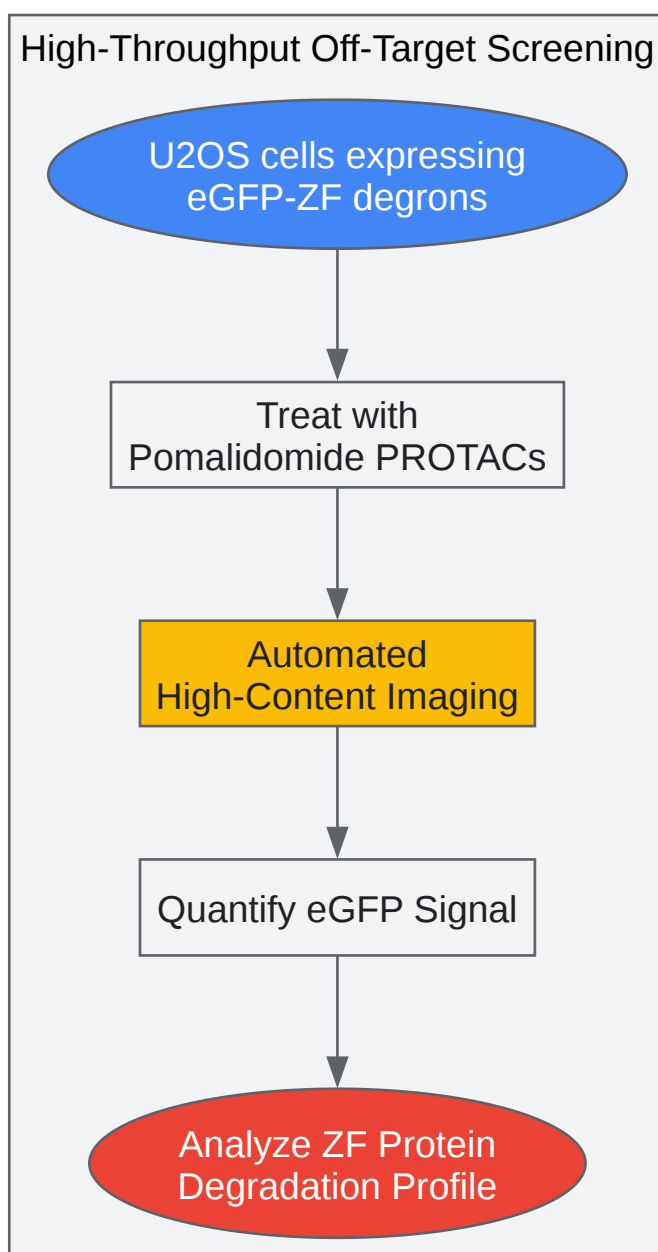 High-Throughput Off-Target Screening
U2OS cells expressing
eGFP-ZF degrons
Treat with
Pomalidomide PROTACs
Automated
High-Content Imaging
Quantify eGFP Signal
Analyze ZF Protein
Degradation Profile